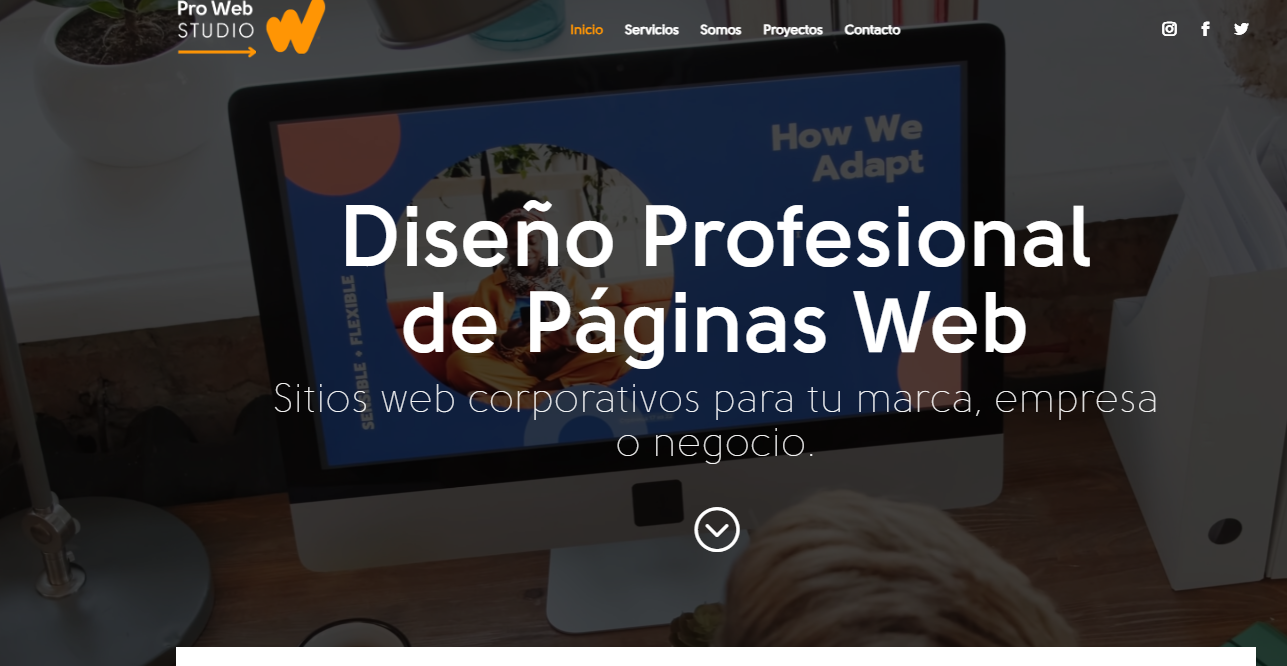 Pro Web
STUDIO
Inicio Servicios Somos Proyectos Contacto
How We
Adapt
Diseño Profesional
de Páginas Web
SENSIBLE + FLEXIBLE
Sitios web corporativos para tu marca, empresa
o negocio.